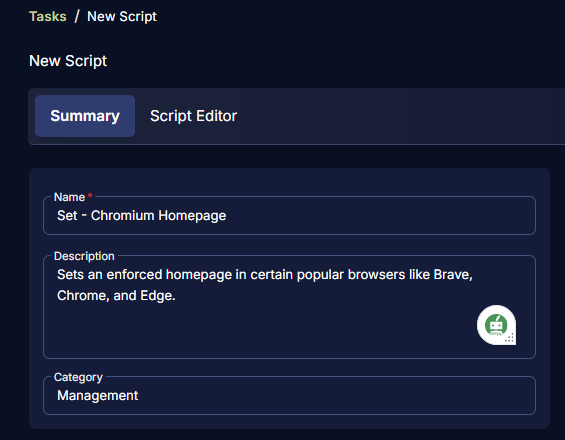 Tasks / New Script
New Script
Summary Script Editor
Name *
Set - Chromium Homepage
Description
Sets an enforced homepage in certain popular browsers like Brave,
Chrome, and Edge.
Category
Management